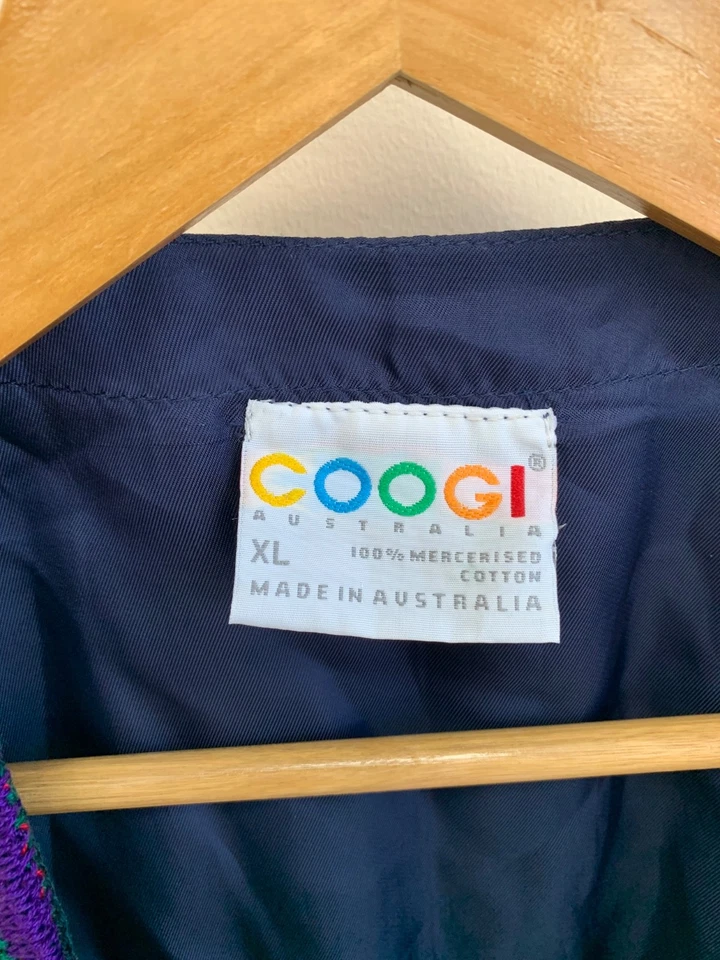 COOGI®
AUSTRALIA
XL 100% MERCERISED
COTTON
MADE IN AUSTRALIA